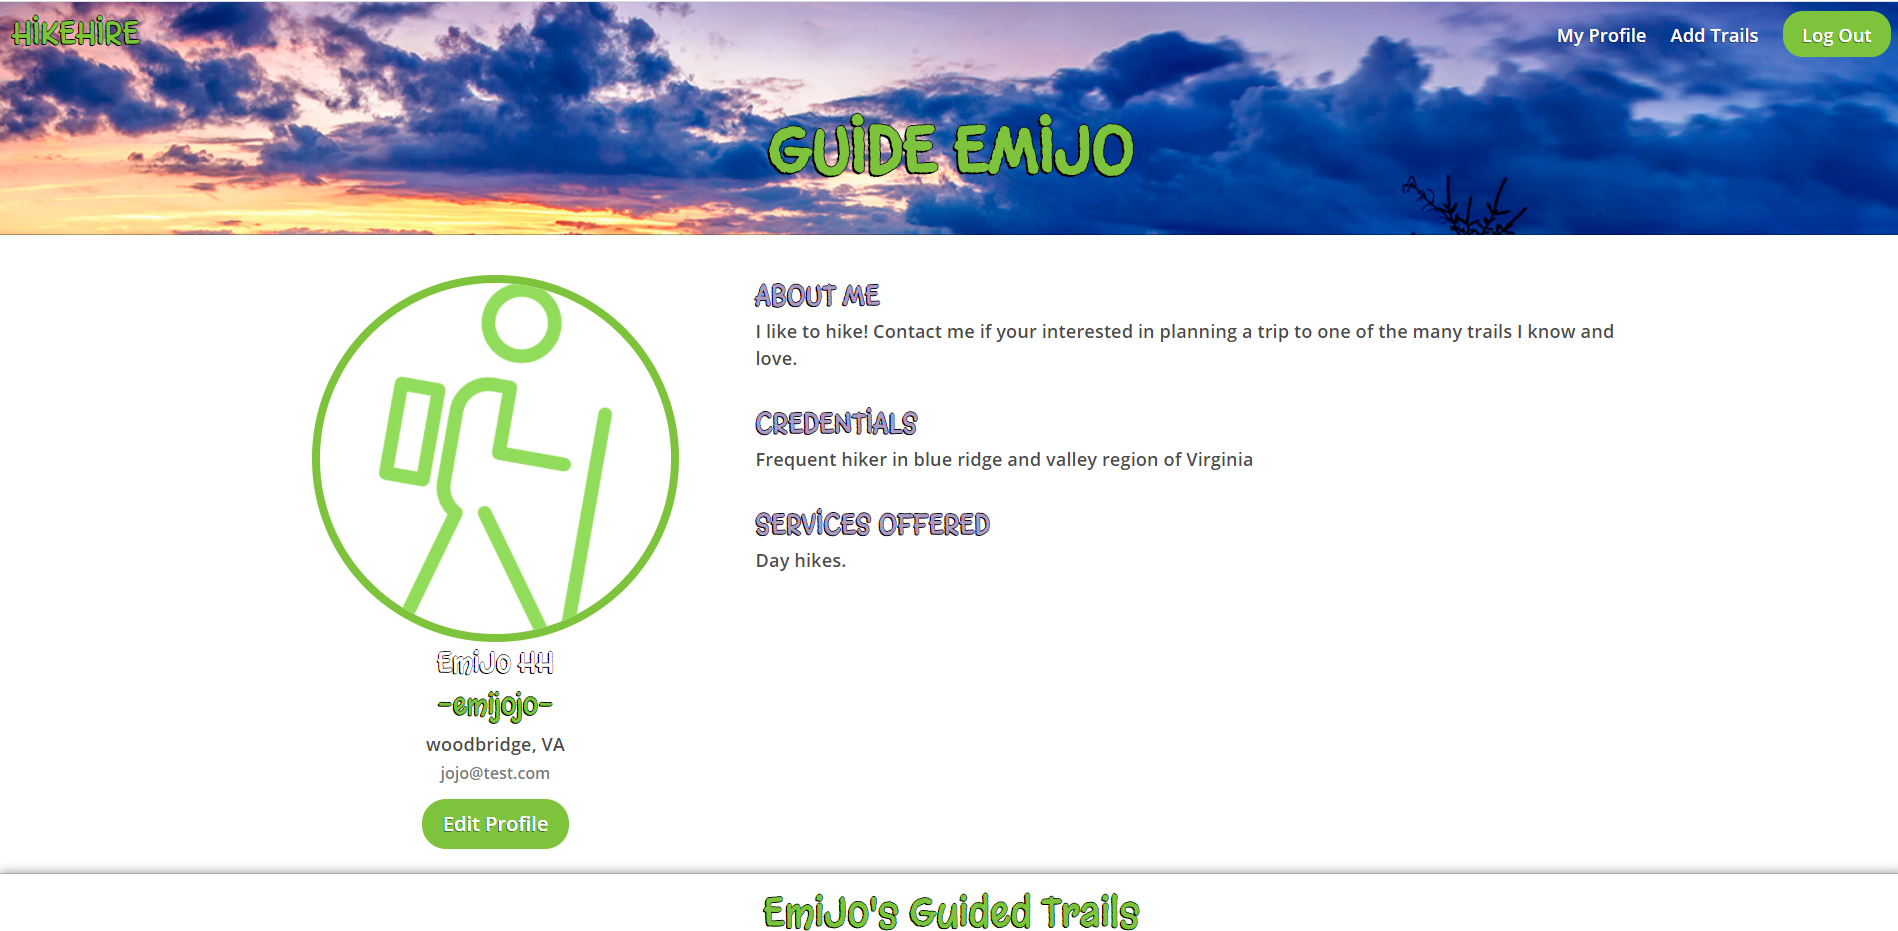 HiKEHiRE
My Profile Add Trails Log Out
GUiDE EMiJO
ABOUT ME
I like to hike! Contact me if your interested in planning a trip to one of the many trails I know and
love.
CREDENTiALS
Frequent hiker in blue ridge and valley region of Virginia
SERViCES OFFERED
Day hikes.
EmiJo HH
-emijojo-
woodbridge, VA
jojo@test.com
Edit Profile
EmiJo's Guided Trails